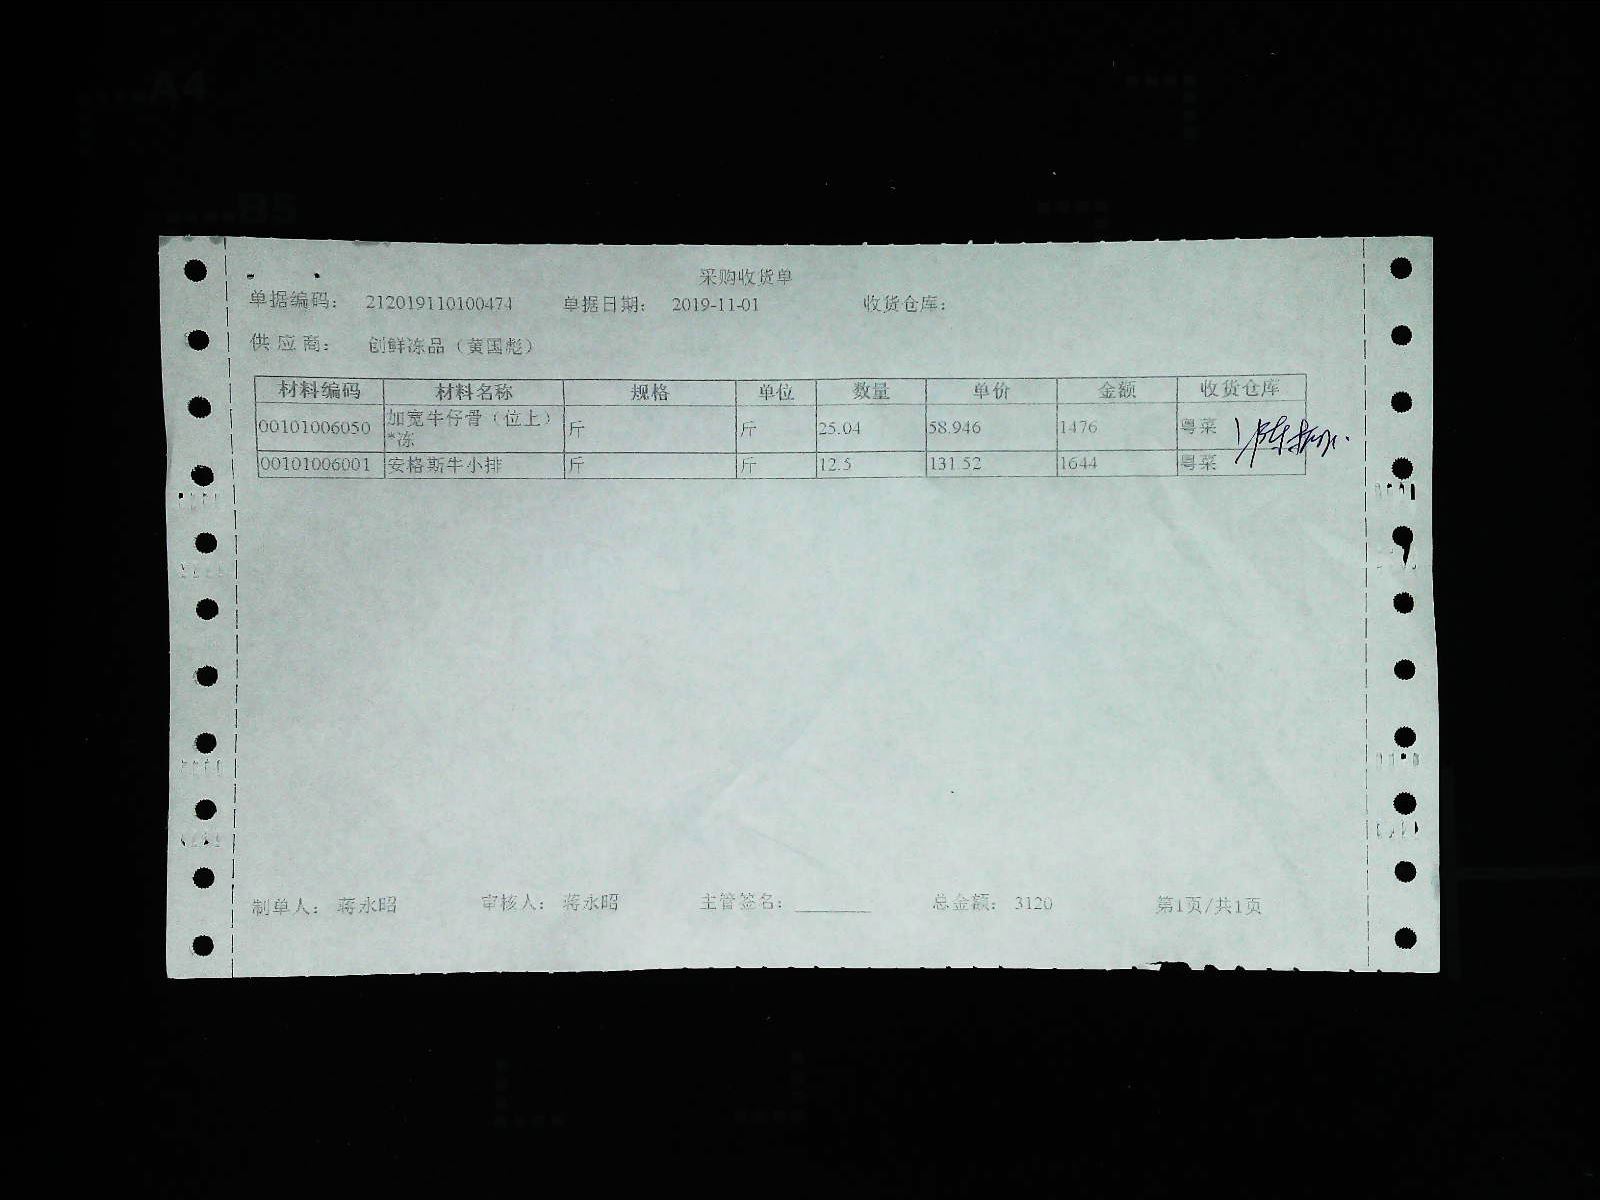 采购收货单
单据编码： 212019110100474 单据日期： 2019-11-01 收货仓库：
供应商： 创鲜冻品（黄国彪）
材料编码 材料名称 规格 单位 数量 单价 金额 收货仓库
00101006050 加宽牛仔骨（位上）*冻 斤 斤 25.04 58.946 1476 粤菜
00101006001 安格斯牛小排 斤 斤 12.5 131.52 1644 粤菜
制单人： 蒋永昭 审核人： 蒋永昭 主管签名：________ 总金额： 3120 第1页/共1页